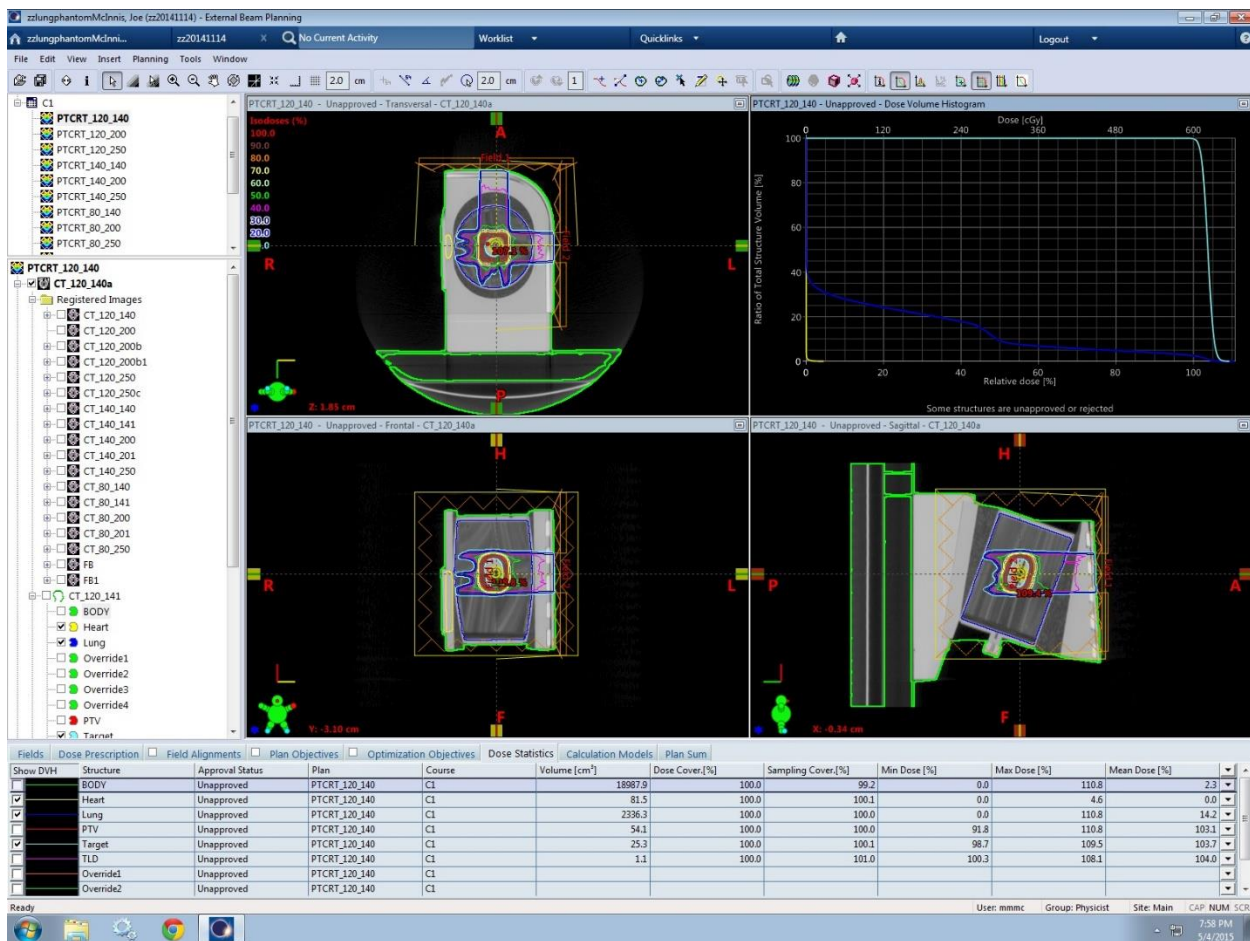 zzlungphantomMcInnis, Joe (zz20141114) - External Beam Planning
zzlungphantomMcInni... zz20141114 X No Current Activity Worklist Quicklinks Logout
File Edit View Insert Planning Tools Window
2.0 cm 2.0 cm 1
C1
PTCRT_120_140
PTCRT_120_200
PTCRT_120_250
PTCRT_140_140
PTCRT_140_200
PTCRT_140_250
PTCRT_80_140
PTCRT_80_200
PTCRT_80_250
PTCRT_120_140
CT_120_140a
Registered Images
CT_120_140
CT_120_200
CT_120_200b
CT_120_200b1
CT_120_250
CT_120_250c
CT_140_140
CT_140_141
CT_140_200
CT_140_201
CT_140_250
CT_80_140
CT_80_141
CT_80_200
CT_80_201
CT_80_250
FB
FB1
CT_120_141
BODY
Heart
Lung
Override1
Override2
Override3
Override4
PTV
Target
PTCRT_120_140 - Unapproved - Transversal - CT_120_140a
Isodoses (%)
100.0
90.0
80.0
70.0
60.0
50.0
40.0
30.0
20.0
.0
A
Field 1
R
L
Field 2
P
Z: 1.85 cm
PTCRT_120_140 - Unapproved - Dose Volume Histogram
Dose [cGy]
0 120 240 360 480 600
Ratio of Total Structure Volume [%]
100
80
60
40
20
0
0 20 40 60 80 100
Relative dose [%]
Some structures are unapproved or rejected
PTCRT_120_140 - Unapproved - Frontal - CT_120_140a
H
R
L
F
Y: -3.10 cm
PTCRT_120_140 - Unapproved - Sagittal - CT_120_140a
H
P
A
109.4 %
F
X: -0.34 cm
Fields Dose Prescription Field Alignments Plan Objectives Optimization Objectives Dose Statistics Calculation Models Plan Sum
Show DVH Structure Approval Status Plan Course Volume [cm³] Dose Cover.[%] Sampling Cover.[%] Min Dose [%] Max Dose [%] Mean Dose [%]
BODY Unapproved PTCRT_120_140 C1 18987.9 100.0 99.2 0.0 110.8 2.3
Heart Unapproved PTCRT_120_140 C1 81.5 100.0 100.1 0.0 4.6 0.0
Lung Unapproved PTCRT_120_140 C1 2336.3 100.0 100.0 0.0 110.8 14.2
PTV Unapproved PTCRT_120_140 C1 54.1 100.0 100.0 91.8 110.8 103.1
Target Unapproved PTCRT_120_140 C1 25.3 100.0 100.1 98.7 109.5 103.7
TLD Unapproved PTCRT_120_140 C1 1.1 100.0 101.0 100.3 108.1 104.0
Override1 Unapproved PTCRT_120_140 C1
Override2 Unapproved PTCRT_120_140 C1
Ready User: mmmc Group: Physicist Site: Main CAP NUM SCR
7:58 PM
5/4/2015